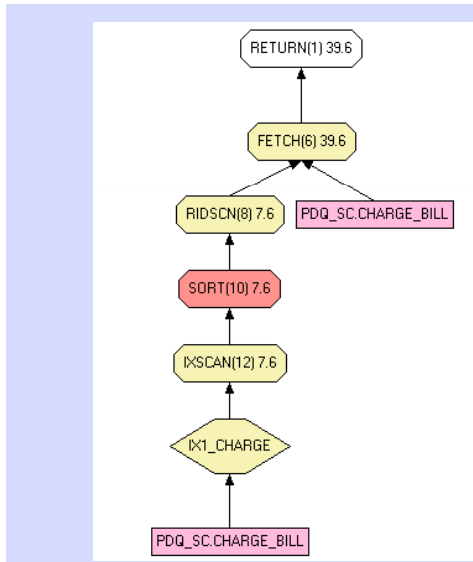 RETURN(1) 39.6
FETCH(6) 39.6
RIDSCN(8) 7.6
PDQ_SC.CHARGE_BILL
SORT(10) 7.6
IXSCAN(12) 7.6
IX1_CHARGE
PDQ_SC.CHARGE_BILL